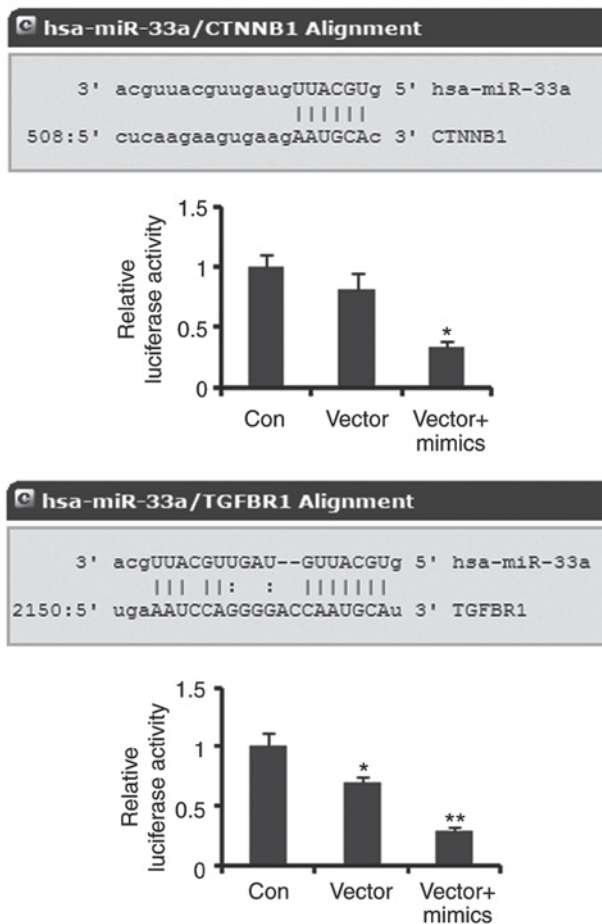 hsa-miR-33a/CTNNB1 Alignment
3' acguuacguugaugUUACGUg 5' hsa-miR-33a
||||||
508:5' cucaagaagugaagAAUGCAc 3' CTNNB1
Relative
luciferase activity
1.5
1
0.5
0
*
Con Vector Vector+
mimics
hsa-miR-33a/TGFBR1 Alignment
3' acgUUACGUUGAU--GUUACGUg 5' hsa-miR-33a
||| ||: : |||||||
2150:5' ugaAAUCCAGGGGACCAAUGCAu 3' TGFBR1
Relative
luciferase activity
1.5
1
0.5
0
*
**
Con Vector Vector+
mimics